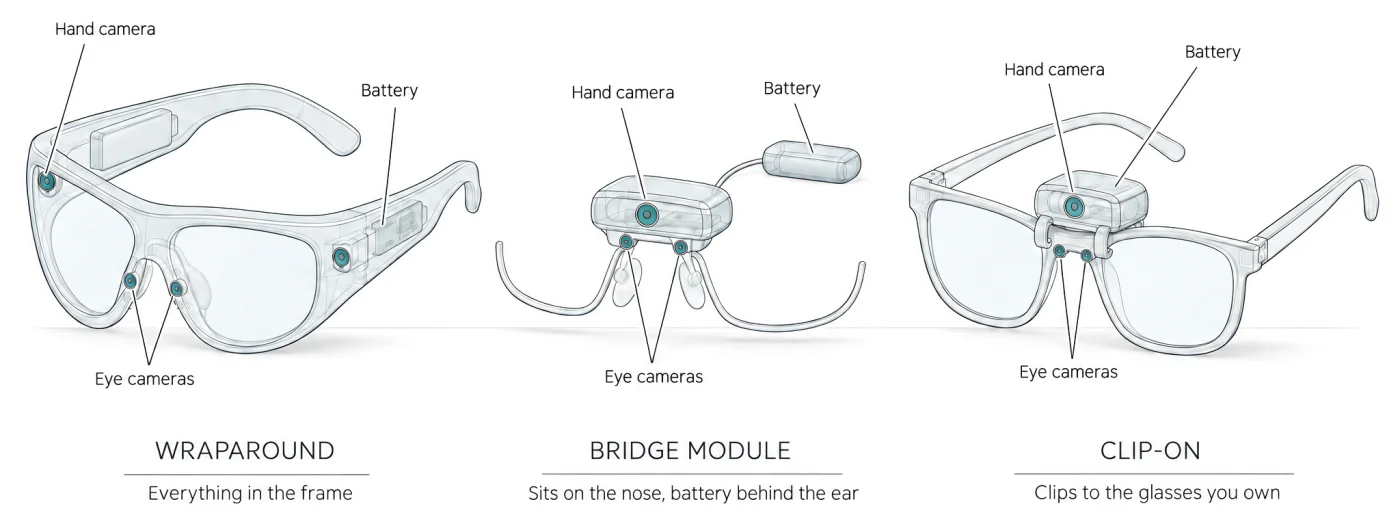 Hand camera
Battery
Eye cameras
WRAPAROUND
Everything in the frame
Hand camera
Battery
Eye cameras
BRIDGE MODULE
Sits on the nose, battery behind the ear
Hand camera
Battery
Eye cameras
CLIP-ON
Clips to the glasses you own